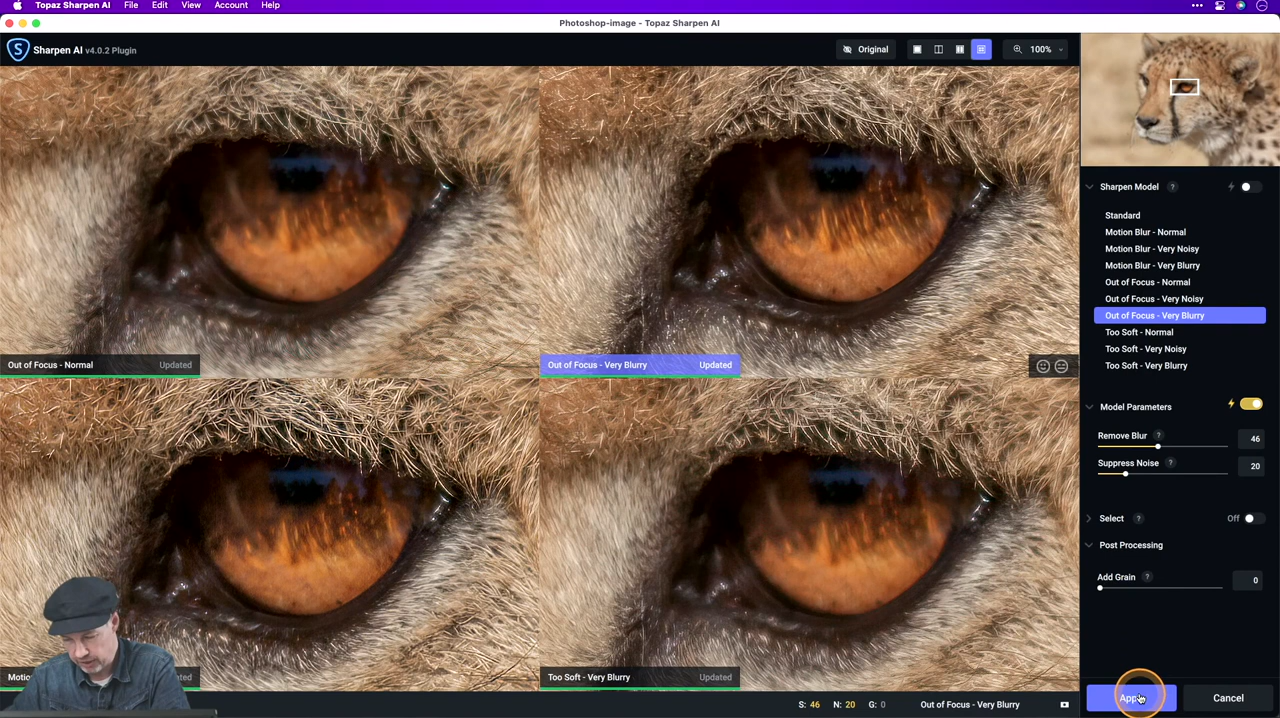 Topaz Sharpen AI File Edit View Account Help
Photoshop-image - Topaz Sharpen AI
S Sharpen AI v4.0.2 Plugin
Original
100%
Sharpen Model ?
Standard
Motion Blur - Normal
Motion Blur - Very Noisy
Motion Blur - Very Blurry
Out of Focus - Normal
Out of Focus - Very Noisy
Out of Focus - Very Blurry
Too Soft - Normal
Too Soft - Very Noisy
Too Soft - Very Blurry
Out of Focus - Normal Updated
Out of Focus - Very Blurry Updated
Model Parameters
Remove Blur ? 46
Suppress Noise ? 20
Select ? Off
Post Processing
Add Grain ? 0
Too Soft - Very Blurry Updated
S: 46 N: 20 G: 0 Out of Focus - Very Blurry
Cancel